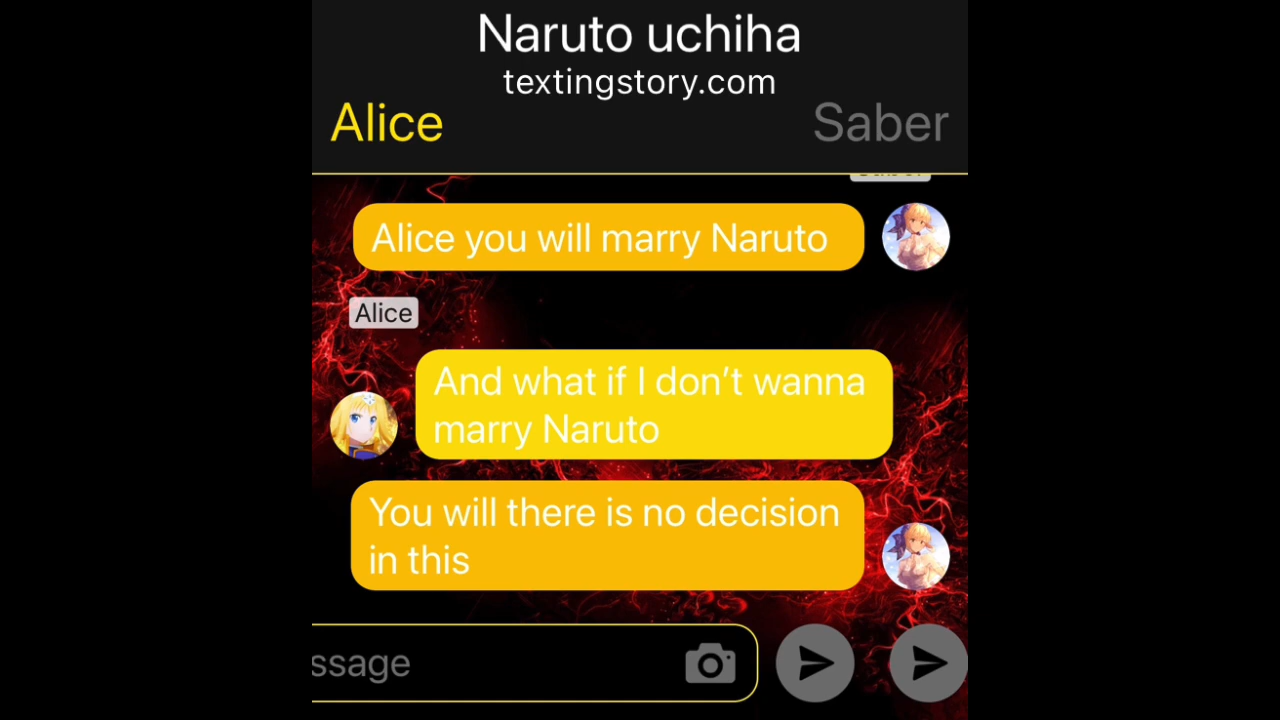 Naruto uchiha
textingstory.com
Alice
Saber
Alice you will marry Naruto
Alice
And what if I don’t wanna
marry Naruto
You will there is no decision
in this
ssage